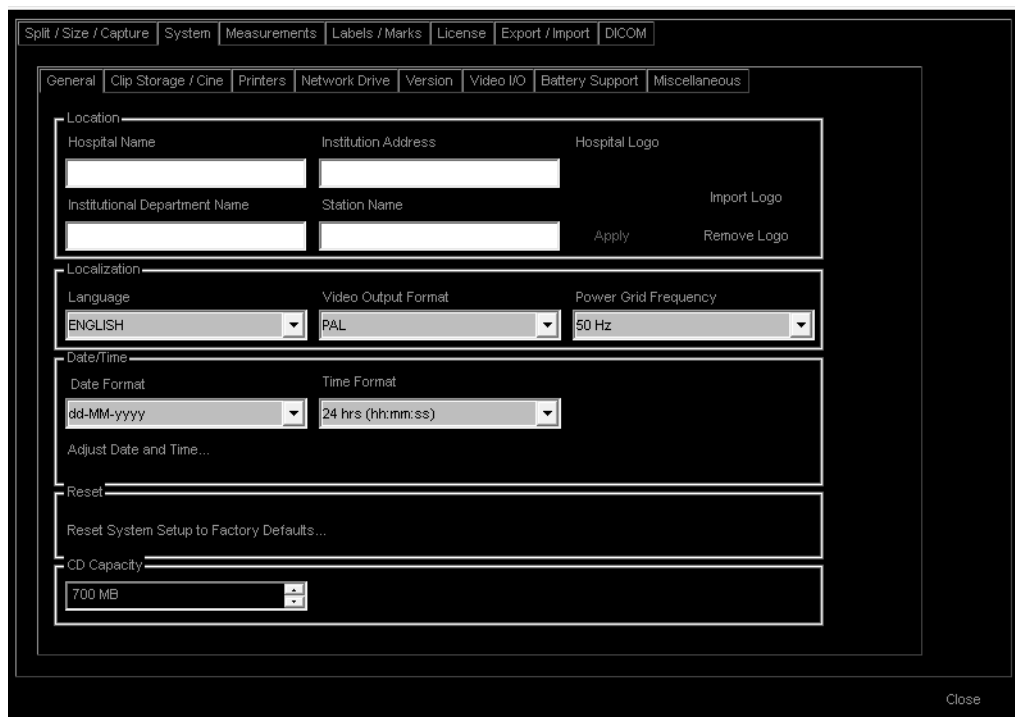 Split / Size / Capture System Measurements Labels / Marks License Export / Import DICOM
General Clip Storage / Cine Printers Network Drive Version Video I/O Battery Support Miscellaneous
Location
Hospital Name Institution Address Hospital Logo
Import Logo
Institutional Department Name Station Name
Apply Remove Logo
Localization
Language Video Output Format Power Grid Frequency
ENGLISH PAL 50 Hz
Date/Time
Date Format Time Format
dd-MM-yyyy 24 hrs (hh:mm:ss)
Adjust Date and Time...
Reset
Reset System Setup to Factory Defaults...
CD Capacity
700 MB
Close